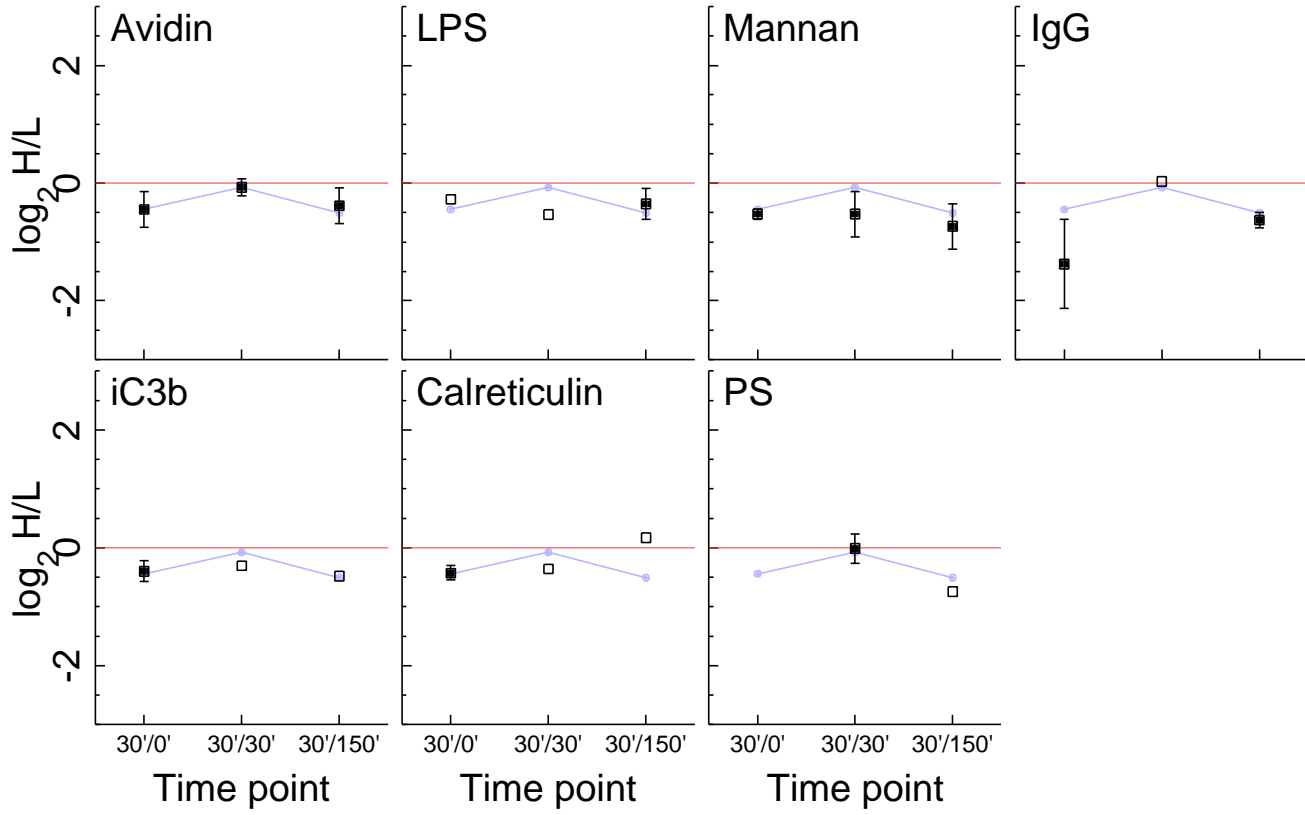 Avidin LPS Mannan IgG
2
0
-2
log₂ H/L
iC3b Calreticulin PS
2
0
-2
log₂ H/L
30'/0' 30'/30' 30'/150' 30'/0' 30'/30' 30'/150' 30'/0' 30'/30' 30'/150'
Time point Time point Time point